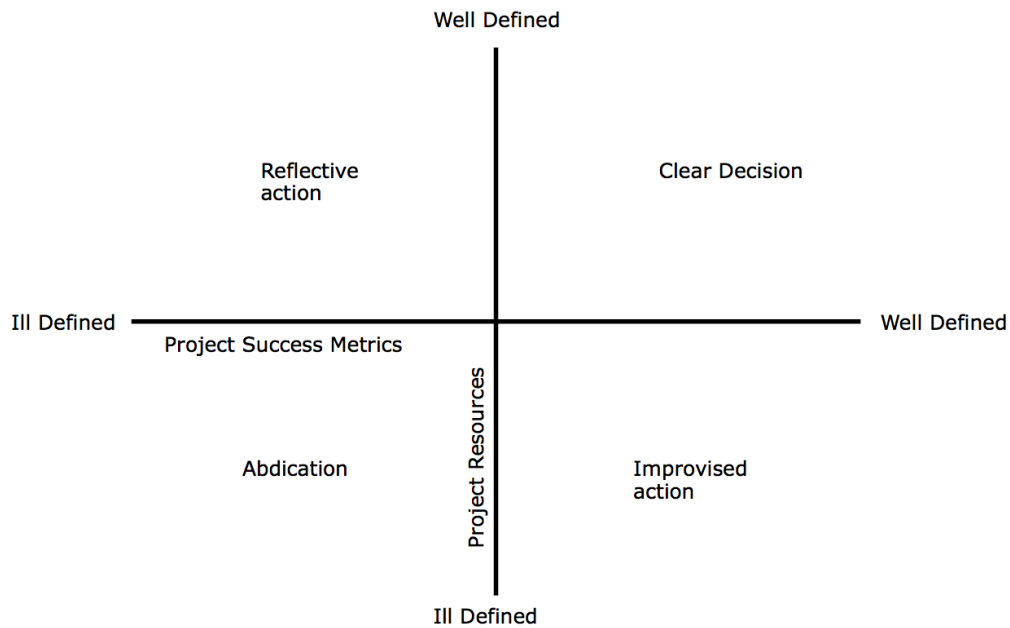 Well Defined
Reflective
action
Clear Decision
Ill Defined
Well Defined
Project Success Metrics
Project Resources
Abdication
Improvised
action
Ill Defined